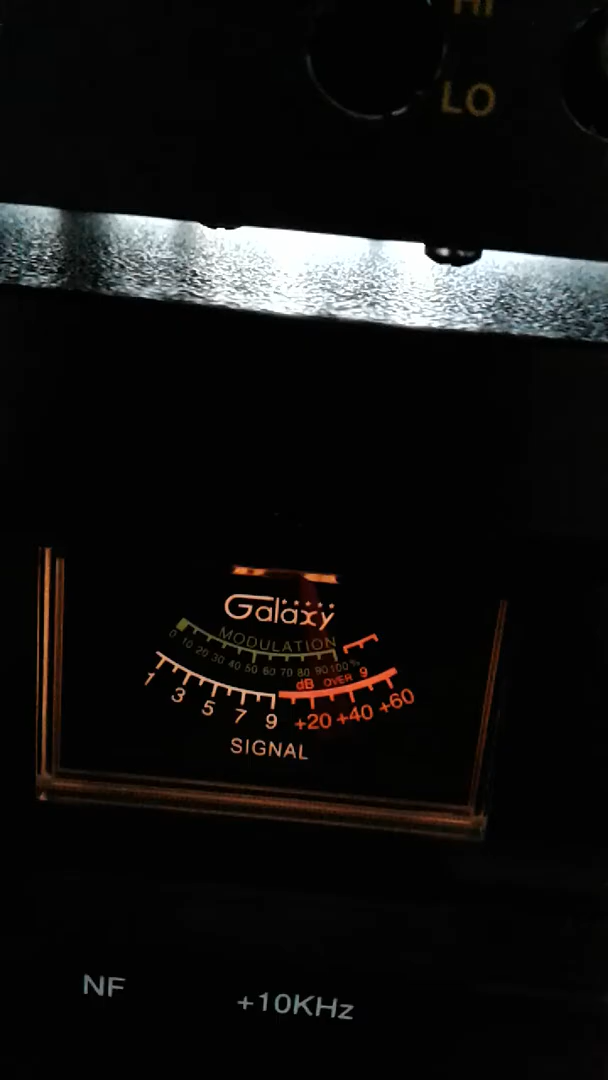 HI
LO
Galaxy
MODULATION
0 10 20 30 40 50 60 70 80 90 100 %
dB OVER 9
1 3 5 7 9 +20 +40 +60
SIGNAL
NF +10KHz